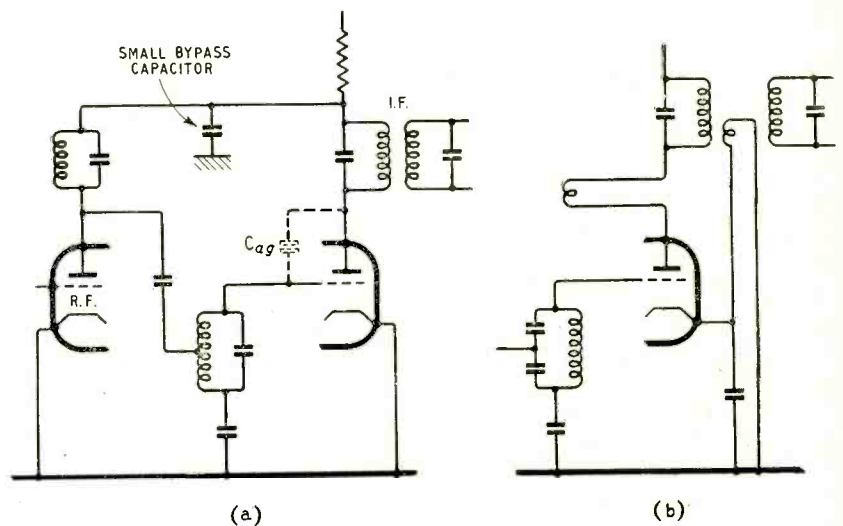 SMALL BYPASS
CAPACITOR
I.F.
Cag
R.F.
(a)
(b)